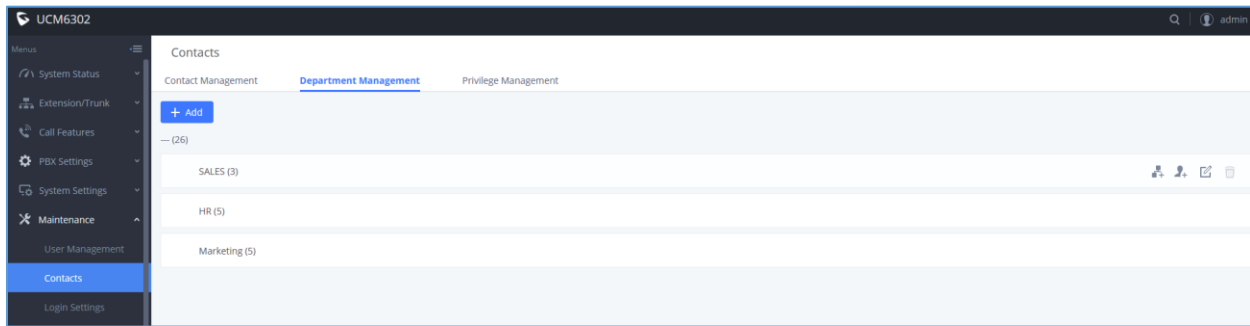 UCM6302
admin
Menus
System Status
Extension/Trunk
Call Features
PBX Settings
System Settings
Maintenance
User Management
Contacts
Login Settings
Contacts
Contact Management Department Management Privilege Management
+ Add
— (26)
SALES (3)
HR (5)
Marketing (5)